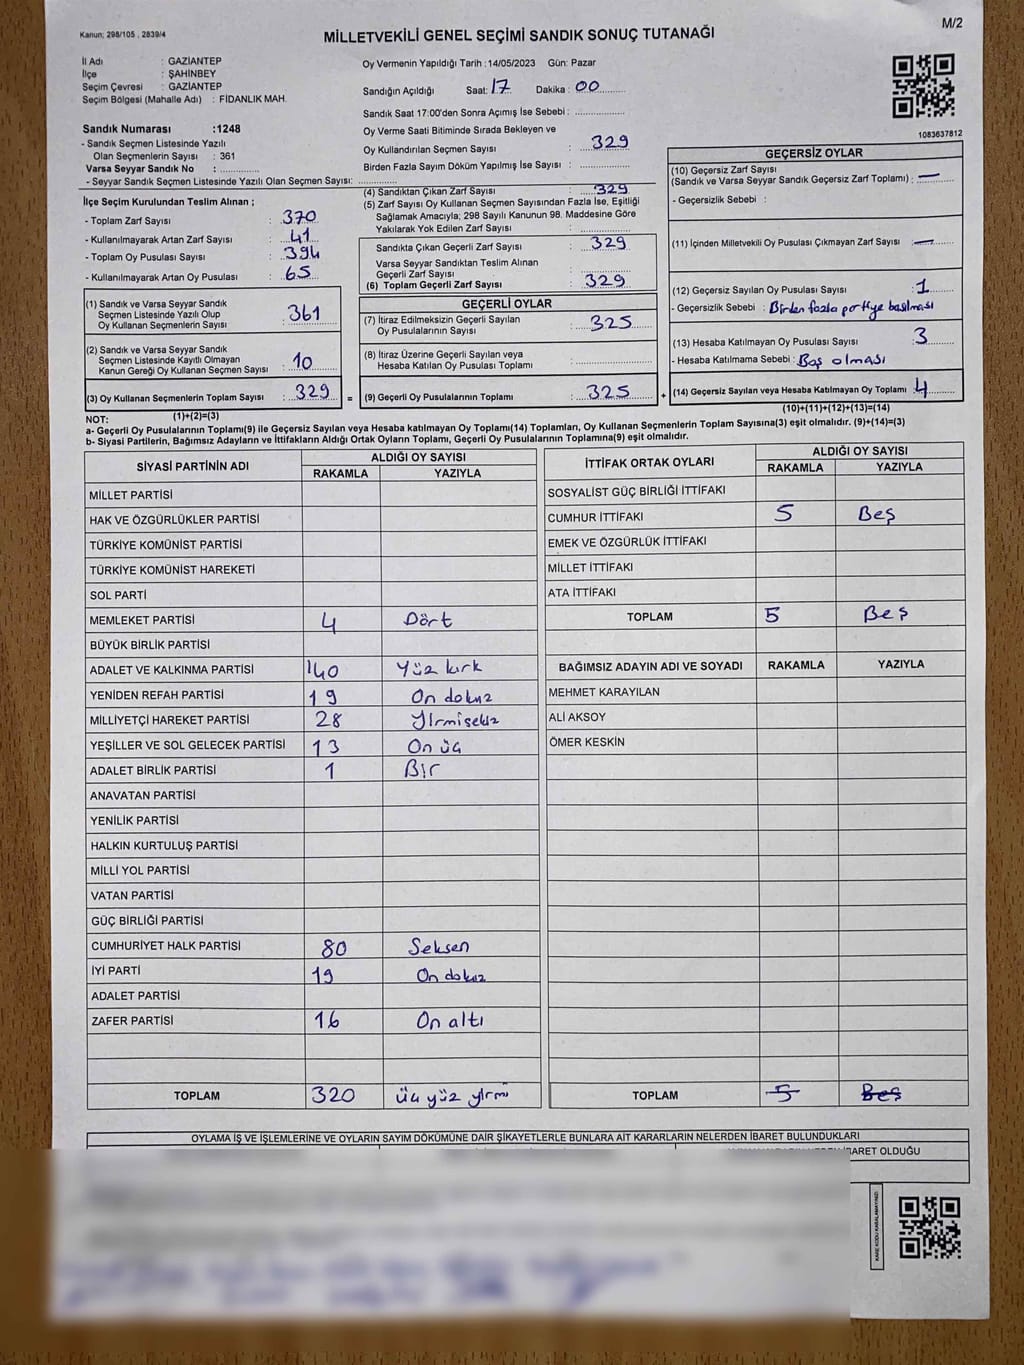 Kanun: 298/105 , 2839/4
MİLLETVEKİLİ GENEL SEÇİMİ SANDIK SONUÇ TUTANAĞI
M/2
İl Adı : GAZİANTEP
İlçe : ŞAHİNBEY
Seçim Çevresi : GAZİANTEP
Seçim Bölgesi (Mahalle Adı) : FİDANLIK MAH.
Oy Vermenin Yapıldığı Tarih : 14/05/2023 Gün: Pazar
Sandığın Açıldığı Saat: 17 Dakika : 00
Sandık Saat 17:00'den Sonra Açımış İse Sebebi :
Sandık Numarası :1248
- Sandık Seçmen Listesinde Yazılı
Olan Seçmenlerin Sayısı : 361
Varsa Seyyar Sandık No :
- Seyyar Sandık Seçmen Listesinde Yazılı Olan Seçmen Sayısı:
Oy Verme Saati Bitiminde Sırada Bekleyen ve
Oy Kullandırılan Seçmen Sayısı : 329
Birden Fazla Sayım Döküm Yapılmış İse Sayısı :
1083637812
İlçe Seçim Kurulundan Teslim Alınan ;
- Toplam Zarf Sayısı : 370
- Kullanılmayarak Artan Zarf Sayısı : 41
- Toplam Oy Pusulası Sayısı : 394
- Kullanılmayarak Artan Oy Pusulası : 65
(1) Sandık ve Varsa Seyyar Sandık
Seçmen Listesinde Yazılı Olup
Oy Kullanan Seçmenlerin Sayısı : 361
(2) Sandık ve Varsa Seyyar Sandık
Seçmen Listesinde Kayıtlı Olmayan
Kanun Gereği Oy Kullanan Seçmen Sayısı : 10
(3) Oy Kullanan Seçmenlerin Toplam Sayısı : 329 =
(1)+(2)=(3)
(4) Sandıktan Çıkan Zarf Sayısı : 329
(5) Zarf Sayısı Oy Kullanan Seçmen Sayısından Fazla İse, Eşitliği
Sağlamak Amacıyla; 298 Sayılı Kanunun 98. Maddesine Göre
Yakılarak Yok Edilen Zarf Sayısı :
Sandıkta Çıkan Geçerli Zarf Sayısı : 329
Varsa Seyyar Sandıktan Teslim Alınan
Geçerli Zarf Sayısı :
(6) Toplam Geçerli Zarf Sayısı : 329
GEÇERLİ OYLAR
(7) İtiraz Edilmeksizin Geçerli Sayılan
Oy Pusulalarının Sayısı : 325
(8) İtiraz Üzerine Geçerli Sayılan veya
Hesaba Katılan Oy Pusulası Toplamı :
(9) Geçerli Oy Pusulalarının Toplamı : 325 +
GEÇERSİZ OYLAR
(10) Geçersiz Zarf Sayısı
(Sandık ve Varsa Seyyar Sandık Geçersiz Zarf Toplamı) : —
- Geçersizlik Sebebi :
(11) İçinden Milletvekili Oy Pusulası Çıkmayan Zarf Sayısı : —
(12) Geçersiz Sayılan Oy Pusulası Sayısı : 1
- Geçersizlik Sebebi : Birden fazla partiye basılması
(13) Hesaba Katılmayan Oy Pusulası Sayısı : 3
- Hesaba Katılmama Sebebi : Boş olması
(14) Geçersiz Sayılan veya Hesaba Katılmayan Oy Toplamı : 4
(10)+(11)+(12)+(13)=(14)
NOT:
a- Geçerli Oy Pusulalarının Toplamı(9) ile Geçersiz Sayılan veya Hesaba katılmayan Oy Toplamı(14) Toplamları, Oy Kullanan Seçmenlerin Toplam Sayısına(3) eşit olmalıdır. (9)+(14)=(3)
b- Siyasi Partilerin, Bağımsız Adayların ve İttifakların Aldığı Ortak Oyların Toplamı, Geçerli Oy Pusulalarının Toplamına(9) eşit olmalıdır.
SİYASİ PARTİNİN ADI
ALDIĞI OY SAYISI
RAKAMLA YAZIYLA
MİLLET PARTİSİ
HAK VE ÖZGÜRLÜKLER PARTİSİ
TÜRKİYE KOMÜNİST PARTİSİ
TÜRKİYE KOMÜNİST HAREKETİ
SOL PARTİ
MEMLEKET PARTİSİ 4 Dört
BÜYÜK BİRLİK PARTİSİ
ADALET VE KALKINMA PARTİSİ 140 Yüz kırk
YENİDEN REFAH PARTİSİ 19 On dokuz
MİLLİYETÇİ HAREKET PARTİSİ 28 Yirmisekiz
YEŞİLLER VE SOL GELECEK PARTİSİ 13 On üç
ADALET BİRLİK PARTİSİ 1 Bir
ANAVATAN PARTİSİ
YENİLİK PARTİSİ
HALKIN KURTULUŞ PARTİSİ
MİLLİ YOL PARTİSİ
VATAN PARTİSİ
GÜÇ BİRLİĞİ PARTİSİ
CUMHURİYET HALK PARTİSİ 80 Seksen
İYİ PARTİ 19 On dokuz
ADALET PARTİSİ
ZAFER PARTİSİ 16 On altı
TOPLAM 320 üç yüz yirmi
İTTİFAK ORTAK OYLARI
ALDIĞI OY SAYISI
RAKAMLA YAZIYLA
SOSYALİST GÜÇ BİRLİĞİ İTTİFAKI
CUMHUR İTTİFAKI 5 Beş
EMEK VE ÖZGÜRLÜK İTTİFAKI
MİLLET İTTİFAKI
ATA İTTİFAKI
TOPLAM 5 Beş
BAĞIMSIZ ADAYIN ADI VE SOYADI RAKAMLA YAZIYLA
MEHMET KARAYILAN
ALİ AKSOY
ÖMER KESKİN
TOPLAM 5 Beş
OYLAMA İŞ VE İŞLEMLERİNE VE OYLARIN SAYIM DÖKÜMÜNE DAİR ŞİKAYETLERLE BUNLARA AİT KARARLARIN NELERDEN İBARET BULUNDUKLARI
İBARET OLDUĞU
KARE KODU KARALAMAYINIZ!